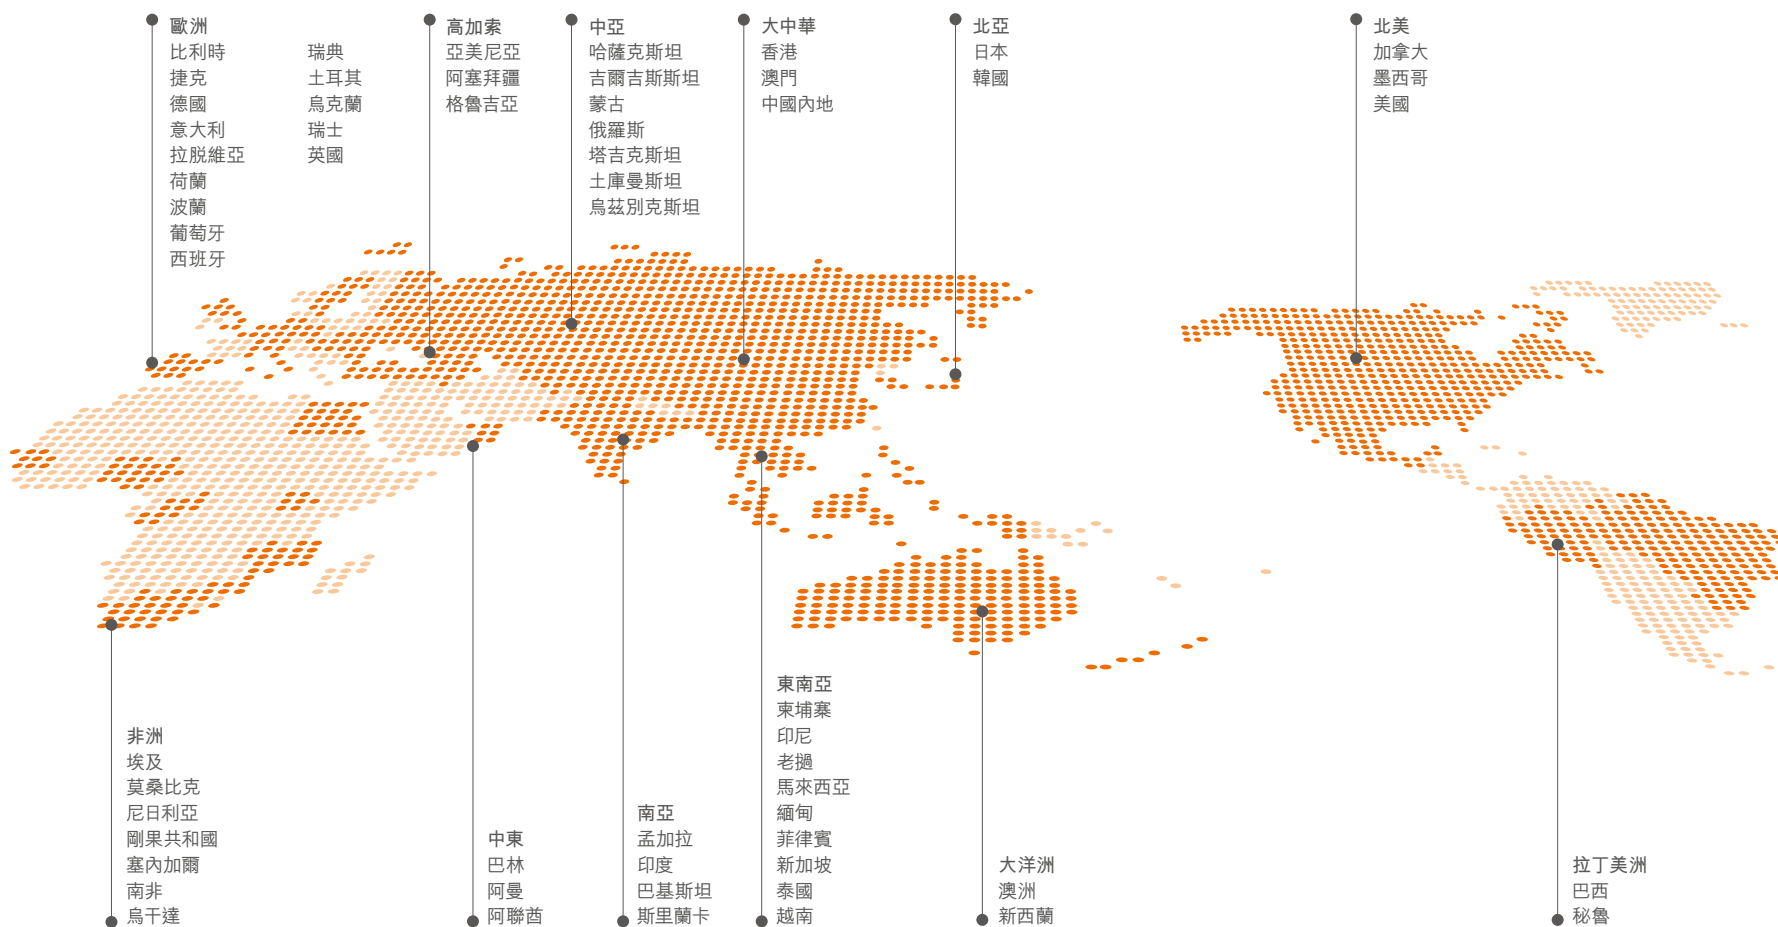 歐洲
比利時
捷克
德國
意大利
拉脱維亞
荷蘭
波蘭
葡萄牙
西班牙
瑞典
土耳其
烏克蘭
瑞士
英國
高加索
亞美尼亞
阿塞拜疆
格魯吉亞
中亞
哈薩克斯坦
吉爾吉斯斯坦
蒙古
俄羅斯
塔吉克斯坦
土庫曼斯坦
烏茲別克斯坦
大中華
香港
澳門
中國內地
北亞
日本
韓國
北美
加拿大
墨西哥
美國
非洲
埃及
莫桑比克
尼日利亞
剛果共和國
塞內加爾
南非
烏干達
中東
巴林
阿曼
阿聯酋
南亞
孟加拉
印度
巴基斯坦
斯里蘭卡
東南亞
柬埔寨
印尼
老撾
馬來西亞
緬甸
菲律賓
新加坡
泰國
越南
大洋洲
澳洲
新西蘭
拉丁美洲
巴西
秘魯